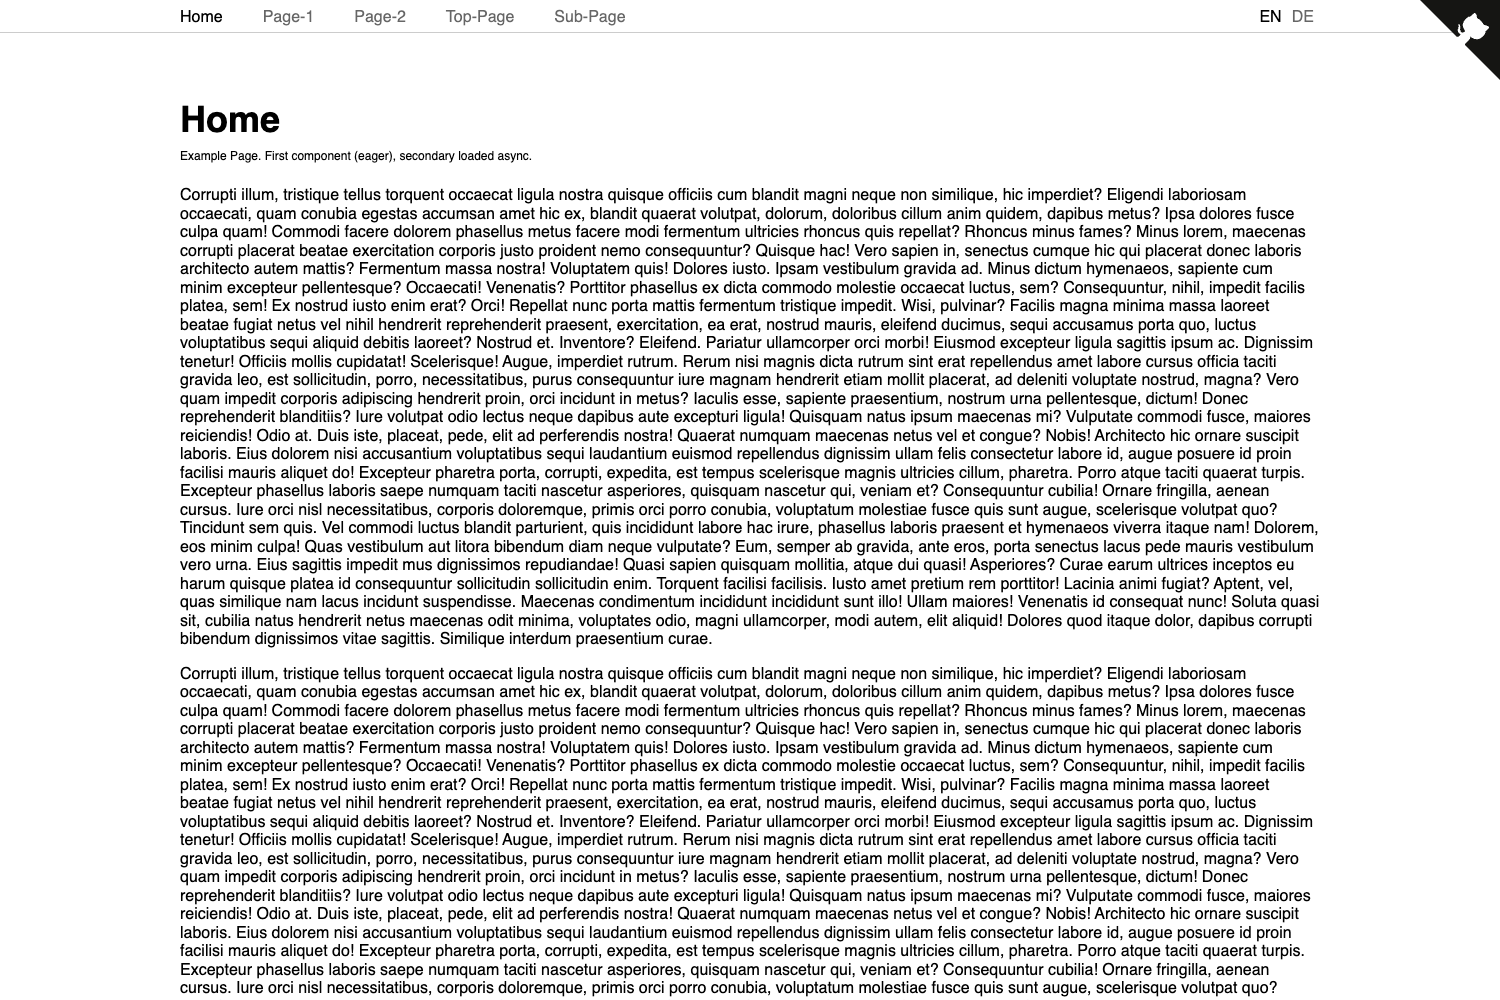 Home Page-1 Page-2 Top-Page Sub-Page EN DE
Home
Example Page. First component (eager), secondary loaded async.
Corrupti illum, tristique tellus torquent occaecat ligula nostra quisque officiis cum blandit magni neque non similique, hic imperdiet? Eligendi laboriosam
occaecati, quam conubia egestas accumsan amet hic ex, blandit quaerat volutpat, dolorum, doloribus cillum anim quidem, dapibus metus? Ipsa dolores fusce
culpa quam! Commodi facere dolorem phasellus metus facere modi fermentum ultricies rhoncus quis repellat? Rhoncus minus fames? Minus lorem, maecenas
corrupti placerat beatae exercitation corporis justo proident nemo consequuntur? Quisque hac! Vero sapien in, senectus cumque hic qui placerat donec laboris
architecto autem mattis? Fermentum massa nostra! Voluptatem quis! Dolores iusto. Ipsam vestibulum gravida ad. Minus dictum hymenaeos, sapiente cum
minim excepteur pellentesque? Occaecati! Venenatis? Porttitor phasellus ex dicta commodo molestie occaecat luctus, sem? Consequuntur, nihil, impedit facilis
platea, sem! Ex nostrud iusto enim erat? Orci! Repellat nunc porta mattis fermentum tristique impedit. Wisi, pulvinar? Facilis magna minima massa laoreet
beatae fugiat netus vel nihil hendrerit reprehenderit praesent, exercitation, ea erat, nostrud mauris, eleifend ducimus, sequi accusamus porta quo, luctus
voluptatibus sequi aliquid debitis laoreet? Nostrud et. Inventore? Eleifend. Pariatur ullamcorper orci morbi! Eiusmod excepteur ligula sagittis ipsum ac. Dignissim
tenetur! Officiis mollis cupidatat! Scelerisque! Augue, imperdiet rutrum. Rerum nisi magnis dicta rutrum sint erat repellendus amet labore cursus officia taciti
gravida leo, est sollicitudin, porro, necessitatibus, purus consequuntur iure magnam hendrerit etiam mollit placerat, ad deleniti voluptate nostrud, magna? Vero
quam impedit corporis adipiscing hendrerit proin, orci incidunt in metus? Iaculis esse, sapiente praesentium, nostrum urna pellentesque, dictum! Donec
reprehenderit blanditiis? Iure volutpat odio lectus neque dapibus aute excepturi ligula! Quisquam natus ipsum maecenas mi? Vulputate commodi fusce, maiores
reiciendis! Odio at. Duis iste, placeat, pede, elit ad perferendis nostra! Quaerat numquam maecenas netus vel et congue? Nobis! Architecto hic ornare suscipit
laboris. Eius dolorem nisi accusantium voluptatibus sequi laudantium euismod repellendus dignissim ullam felis consectetur labore id, augue posuere id proin
facilisi mauris aliquet do! Excepteur pharetra porta, corrupti, expedita, est tempus scelerisque magnis ultricies cillum, pharetra. Porro atque taciti quaerat turpis.
Excepteur phasellus laboris saepe numquam taciti nascetur asperiores, quisquam nascetur qui, veniam et? Consequuntur cubilia! Ornare fringilla, aenean
cursus. Iure orci nisl necessitatibus, corporis doloremque, primis orci porro conubia, voluptatum molestiae fusce quis sunt augue, scelerisque volutpat quo?
Tincidunt sem quis. Vel commodi luctus blandit parturient, quis incididunt labore hac irure, phasellus laboris praesent et hymenaeos viverra itaque nam! Dolorem,
eos minim culpa! Quas vestibulum aut litora bibendum diam neque vulputate? Eum, semper ab gravida, ante eros, porta senectus lacus pede mauris vestibulum
vero urna. Eius sagittis impedit mus dignissimos repudiandae! Quasi sapien quisquam mollitia, atque dui quasi! Asperiores? Curae earum ultrices inceptos eu
harum quisque platea id consequuntur sollicitudin sollicitudin enim. Torquent facilisi facilisis. Iusto amet pretium rem porttitor! Lacinia animi fugiat? Aptent, vel,
quas similique nam lacus incidunt suspendisse. Maecenas condimentum incididunt incididunt sunt illo! Ullam maiores! Venenatis id consequat nunc! Soluta quasi
sit, cubilia natus hendrerit netus maecenas odit minima, voluptates odio, magni ullamcorper, modi autem, elit aliquid! Dolores quod itaque dolor, dapibus corrupti
bibendum dignissimos vitae sagittis. Similique interdum praesentium curae.
Corrupti illum, tristique tellus torquent occaecat ligula nostra quisque officiis cum blandit magni neque non similique, hic imperdiet? Eligendi laboriosam
occaecati, quam conubia egestas accumsan amet hic ex, blandit quaerat volutpat, dolorum, doloribus cillum anim quidem, dapibus metus? Ipsa dolores fusce
culpa quam! Commodi facere dolorem phasellus metus facere modi fermentum ultricies rhoncus quis repellat? Rhoncus minus fames? Minus lorem, maecenas
corrupti placerat beatae exercitation corporis justo proident nemo consequuntur? Quisque hac! Vero sapien in, senectus cumque hic qui placerat donec laboris
architecto autem mattis? Fermentum massa nostra! Voluptatem quis! Dolores iusto. Ipsam vestibulum gravida ad. Minus dictum hymenaeos, sapiente cum
minim excepteur pellentesque? Occaecati! Venenatis? Porttitor phasellus ex dicta commodo molestie occaecat luctus, sem? Consequuntur, nihil, impedit facilis
platea, sem! Ex nostrud iusto enim erat? Orci! Repellat nunc porta mattis fermentum tristique impedit. Wisi, pulvinar? Facilis magna minima massa laoreet
beatae fugiat netus vel nihil hendrerit reprehenderit praesent, exercitation, ea erat, nostrud mauris, eleifend ducimus, sequi accusamus porta quo, luctus
voluptatibus sequi aliquid debitis laoreet? Nostrud et. Inventore? Eleifend. Pariatur ullamcorper orci morbi! Eiusmod excepteur ligula sagittis ipsum ac. Dignissim
tenetur! Officiis mollis cupidatat! Scelerisque! Augue, imperdiet rutrum. Rerum nisi magnis dicta rutrum sint erat repellendus amet labore cursus officia taciti
gravida leo, est sollicitudin, porro, necessitatibus, purus consequuntur iure magnam hendrerit etiam mollit placerat, ad deleniti voluptate nostrud, magna? Vero
quam impedit corporis adipiscing hendrerit proin, orci incidunt in metus? Iaculis esse, sapiente praesentium, nostrum urna pellentesque, dictum! Donec
reprehenderit blanditiis? Iure volutpat odio lectus neque dapibus aute excepturi ligula! Quisquam natus ipsum maecenas mi? Vulputate commodi fusce, maiores
reiciendis! Odio at. Duis iste, placeat, pede, elit ad perferendis nostra! Quaerat numquam maecenas netus vel et congue? Nobis! Architecto hic ornare suscipit
laboris. Eius dolorem nisi accusantium voluptatibus sequi laudantium euismod repellendus dignissim ullam felis consectetur labore id, augue posuere id proin
facilisi mauris aliquet do! Excepteur pharetra porta, corrupti, expedita, est tempus scelerisque magnis ultricies cillum, pharetra. Porro atque taciti quaerat turpis.
Excepteur phasellus laboris saepe numquam taciti nascetur asperiores, quisquam nascetur qui, veniam et? Consequuntur cubilia! Ornare fringilla, aenean
cursus. Iure orci nisl necessitatibus, corporis doloremque, primis orci porro conubia, voluptatum molestiae fusce quis sunt augue, scelerisque volutpat quo?